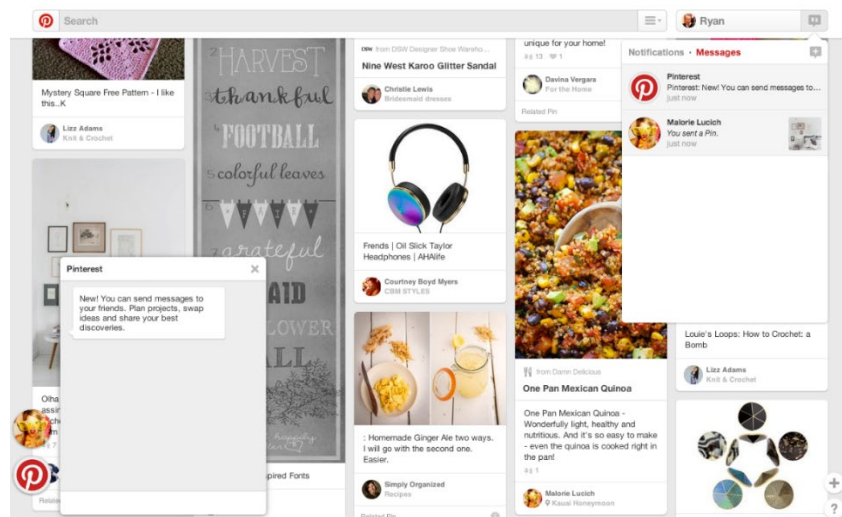 Search
Ryan
Mystery Square Free Pattern - I like
this..K
Lizz Adams
Knit & Crochet
HARVEST
thankful
FOOTBALL
5 colorful leaves
grateful
ALL
inspired Fonts
from DSW Designer Shoe Wareho...
Nine West Karoo Glitter Sandal
Christie Lewis
Bridesmaid dresses
Frends | Oil Slick Taylor
Headphones | AHAlife
Courtney Boyd Myers
CBM STYLES
: Homemade Ginger Ale two ways.
I will go with the second one.
Easier.
Simply Organized
Recipes
Related Pin
unique for your home!
13 1
Davina Vergara
For the Home
Related Pin
from Damn Delicious
One Pan Mexican Quinoa
One Pan Mexican Quinoa -
Wonderfully light, healthy and
nutritious. And it's so easy to make
- even the quinoa is cooked right in
the pan!
1
Malorie Lucich
Kauai Honeymoon
Notifications · Messages
Pinterest
Pinterest: New! You can send messages to...
just now
Malorie Lucich
You sent a Pin.
just now
Louie's Loops: How to Crochet: a
Bomb
Lizz Adams
Knit & Crochet
Pinterest
New! You can send messages to
your friends. Plan projects, swap
ideas and share your best
discoveries.
Olha
+
?